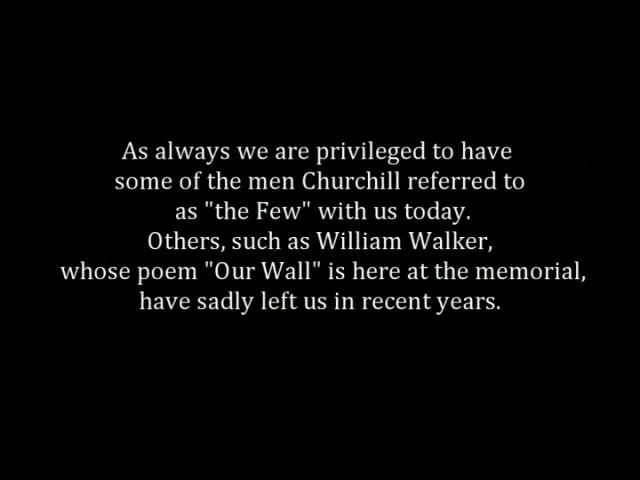 As always we are privileged to have
some of the men Churchill referred to
as "the Few" with us today.
Others, such as William Walker,
whose poem "Our Wall" is here at the memorial,
have sadly left us in recent years.